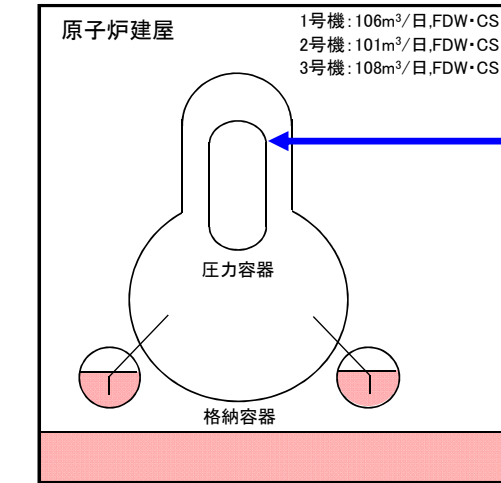 原子炉建屋
1号機:106m³/日,FDW・CS
2号機:101m³/日,FDW・CS
3号機:108m³/日,FDW・CS
圧力容器
格納容器